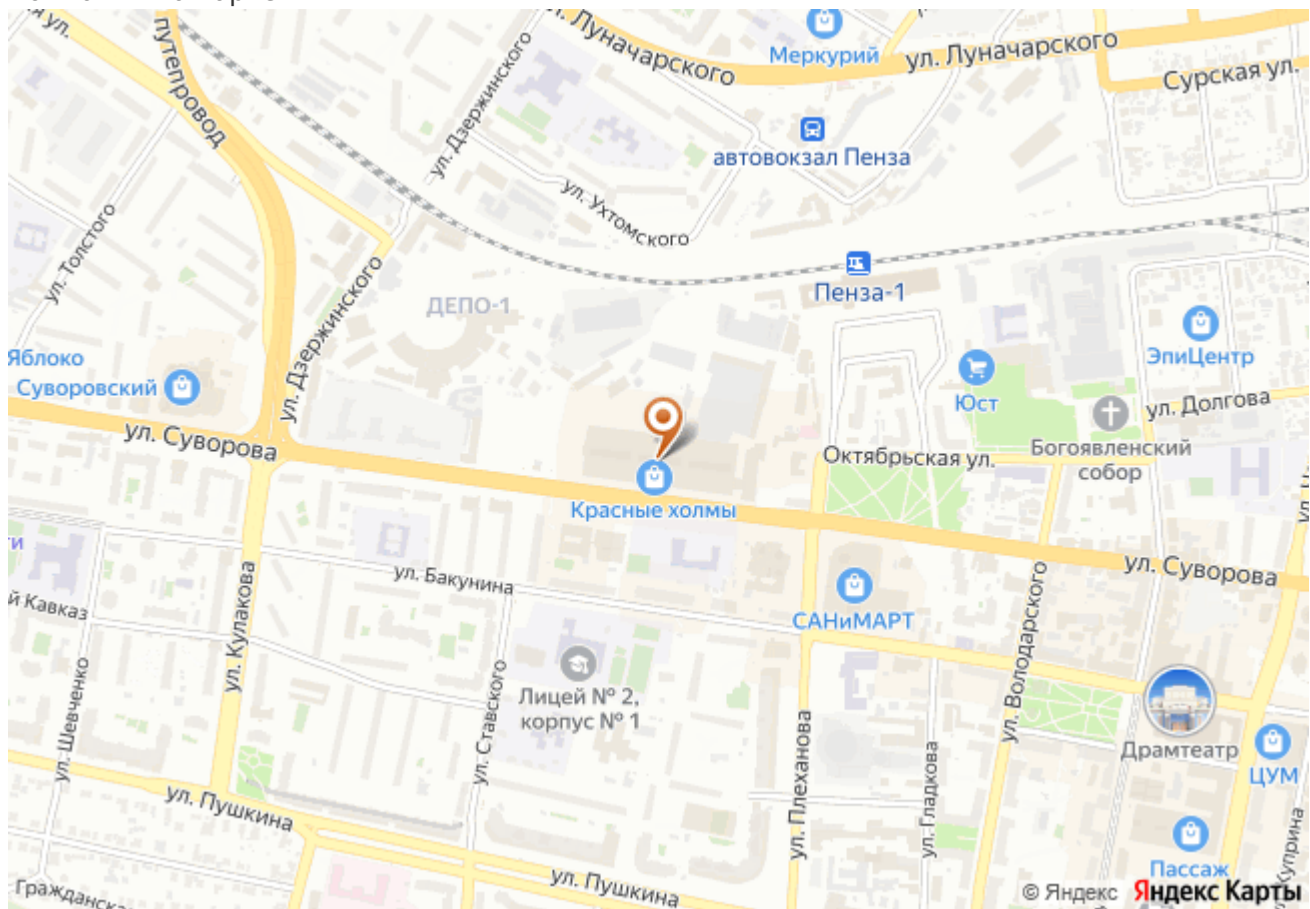 ул. Луначарского
Меркурий
ул. Луначарского
Сурская ул.
путепровод
ул. Дзержинского
автовокзал Пенза
ул. Ухтомского
ул. Толстого
Пенза-1
ДЕПО-1
ул. Дзержинского
ЭпиЦентр
Яблоко
Суворовский
Юст
ул. Долгова
ул. Суворова
Октябрьская ул.
Богоявленский
собор
Красные холмы
ул. Суворова
ул. Бакунина
САНиМАРТ
й Кавказ
ул. Кулакова
ул. Шевченко
ул. Ставского
Лицей № 2,
корпус № 1
ул. Володарского
ул. Плеханова
ул. Гладкова
Драмтеатр
ЦУМ
ул. Пушкина
ул. Пушкина
Пассаж
Куприна
Гражданская
© Яндекс Яндекс Карты